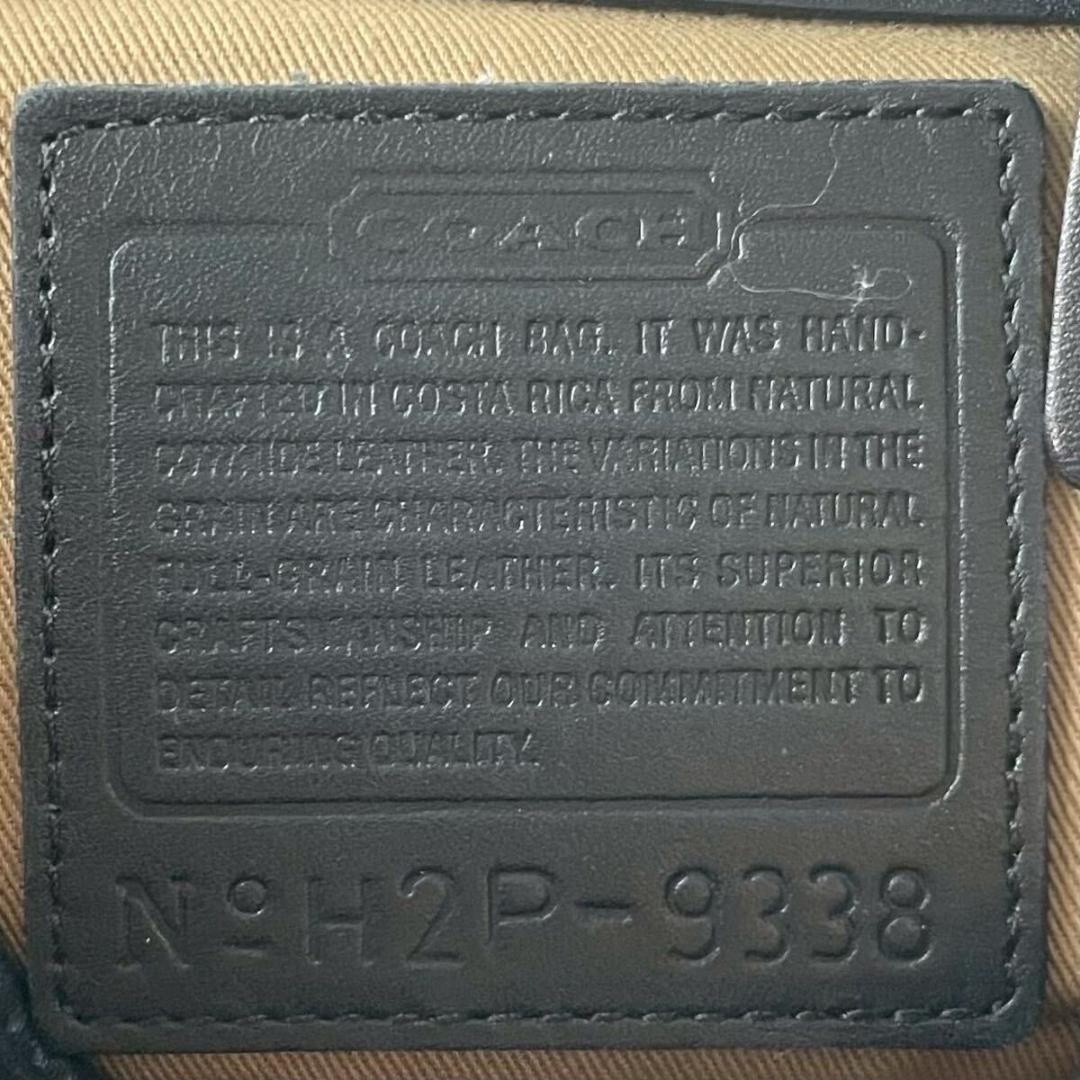 COACH
THIS IS A COACH BAG. IT WAS HAND-
CRAFTED IN COSTA RICA FROM NATURAL
COWHIDE LEATHER. THE VARIATIONS IN THE
GRAIN ARE CHARACTERISTIC OF NATURAL
FULL-GRAIN LEATHER. ITS SUPERIOR
CRAFTSMANSHIP AND ATTENTION TO
DETAIL REFLECT OUR COMMITMENT TO
ENDURING QUALITY.
Nº H2P-9338